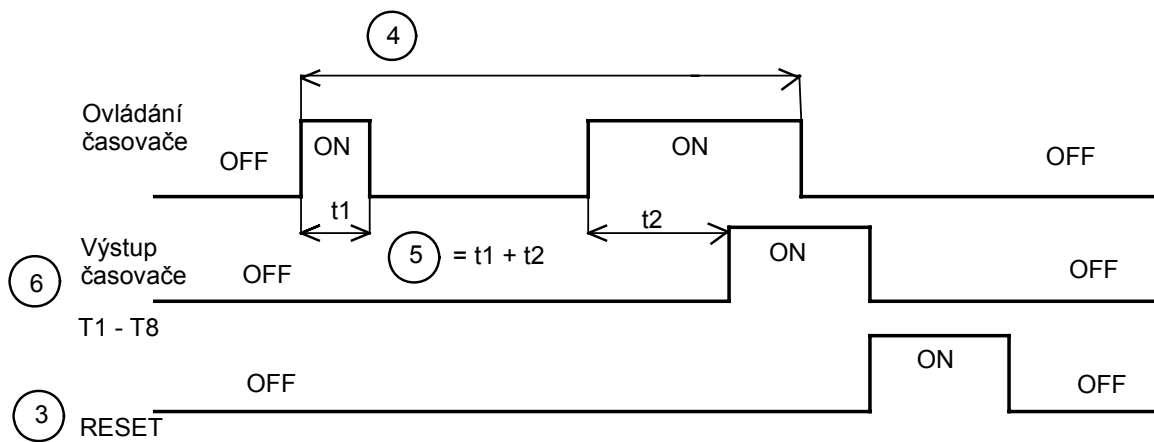 4
Ovládání
časovače
OFF
ON
ON
OFF
t1
t2
Výstup
časovače
5 = t1 + t2
ON
6
OFF
OFF
T1 - T8
ON
OFF
OFF
3
RESET